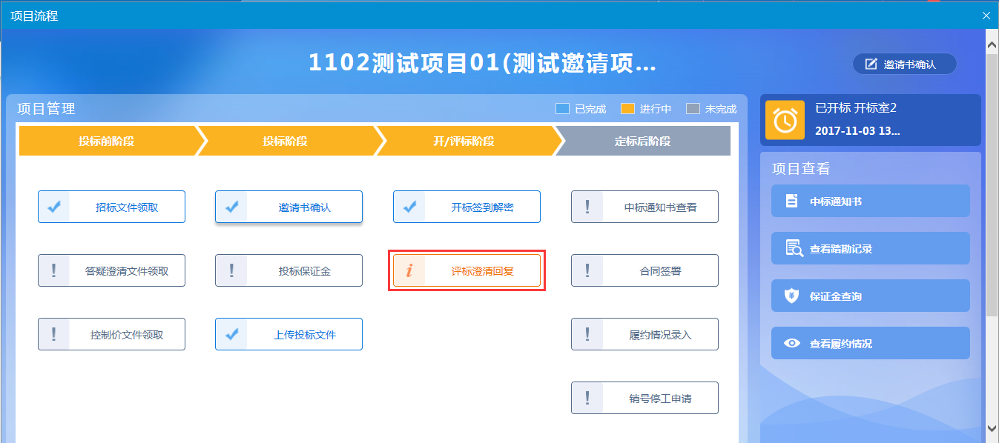 项目流程
1102测试项目01(测试邀请项...
邀请书确认
项目管理
已完成
进行中
未完成
投标前阶段
投标阶段
开/评标阶段
定标后阶段
招标文件领取
邀请书确认
开标签到解密
中标通知书查看
答疑澄清文件领取
投标保证金
评标澄清回复
合同签署
控制价文件领取
上传投标文件
履约情况录入
销号停工申请
已开标 开标室2
2017-11-03 13...
项目查看
中标通知书
查看踏勘记录
保证金查询
查看履约情况